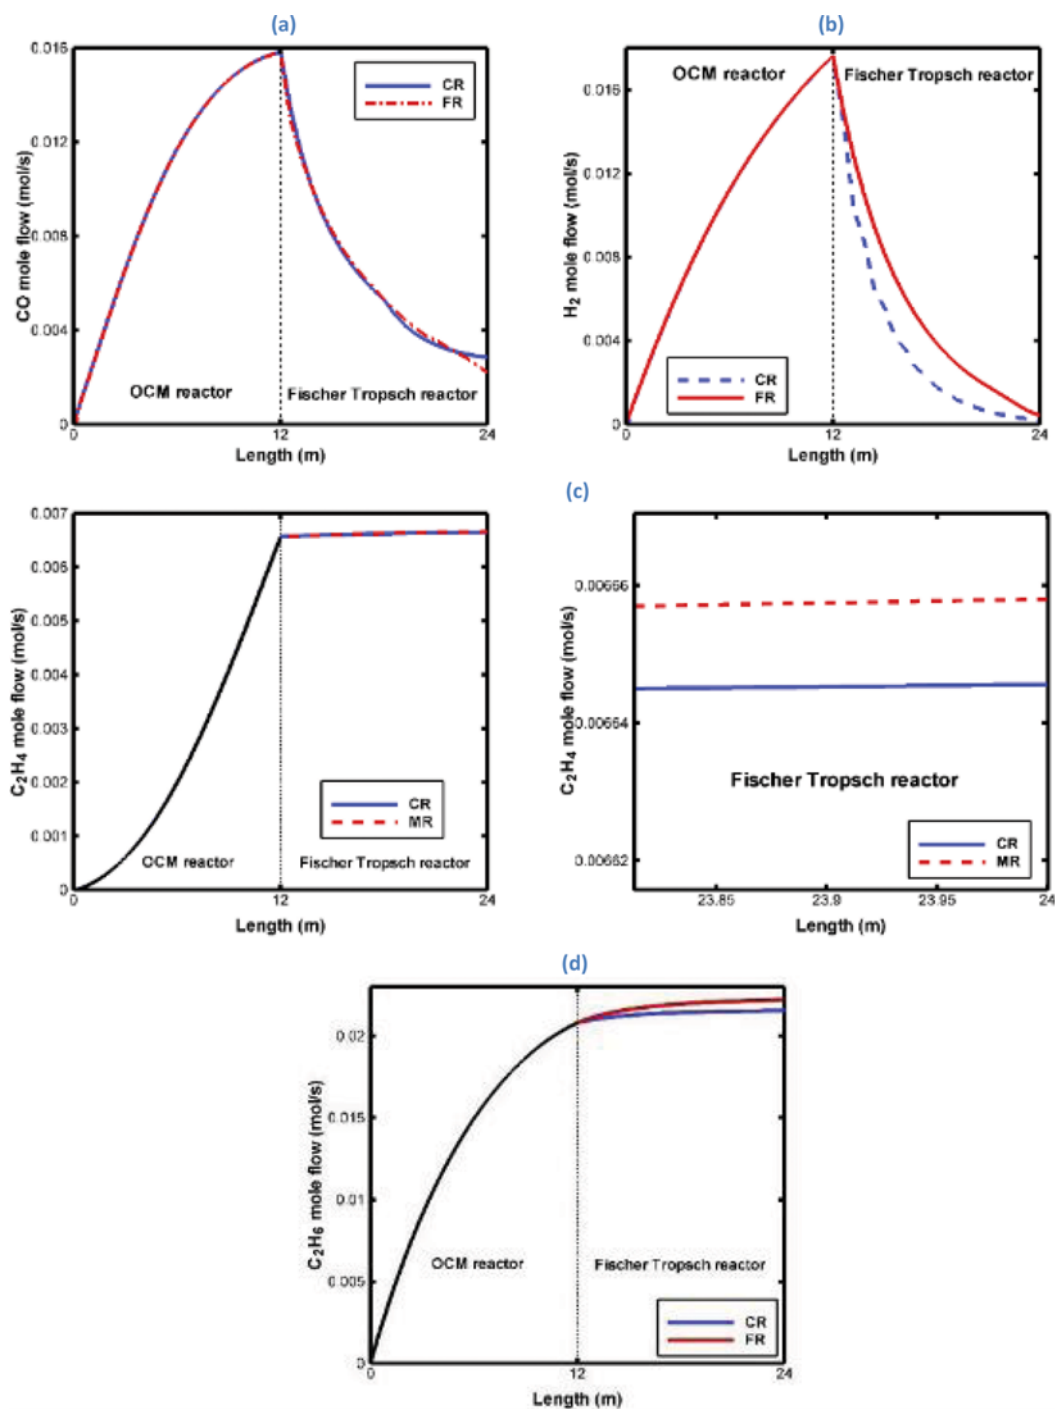 (a)
0.016
0.012
0.008
0.004
0
CO mole flow (mol/s)
CR
FR
OCM reactor
Fischer Tropsch reactor
0
12
24
Length (m)
(b)
0.016
0.012
0.008
0.004
0
H2 mole flow (mol/s)
OCM reactor
Fischer Tropsch reactor
CR
FR
0
12
24
Length (m)
(c)
0.007
0.006
0.005
0.004
0.003
0.002
0.001
0
C2H4 mole flow (mol/s)
CR
MR
OCM reactor
Fischer Tropsch reactor
0
12
24
Length (m)
0.00666
0.00664
0.00662
C2H4 mole flow (mol/s)
Fischer Tropsch reactor
CR
MR
23.85
23.9
23.95
24
Length (m)
(d)
0.02
0.015
0.01
0.005
0
C2H6 mole flow (mol/s)
OCM reactor
Fischer Tropsch reactor
CR
FR
0
12
24
Length (m)